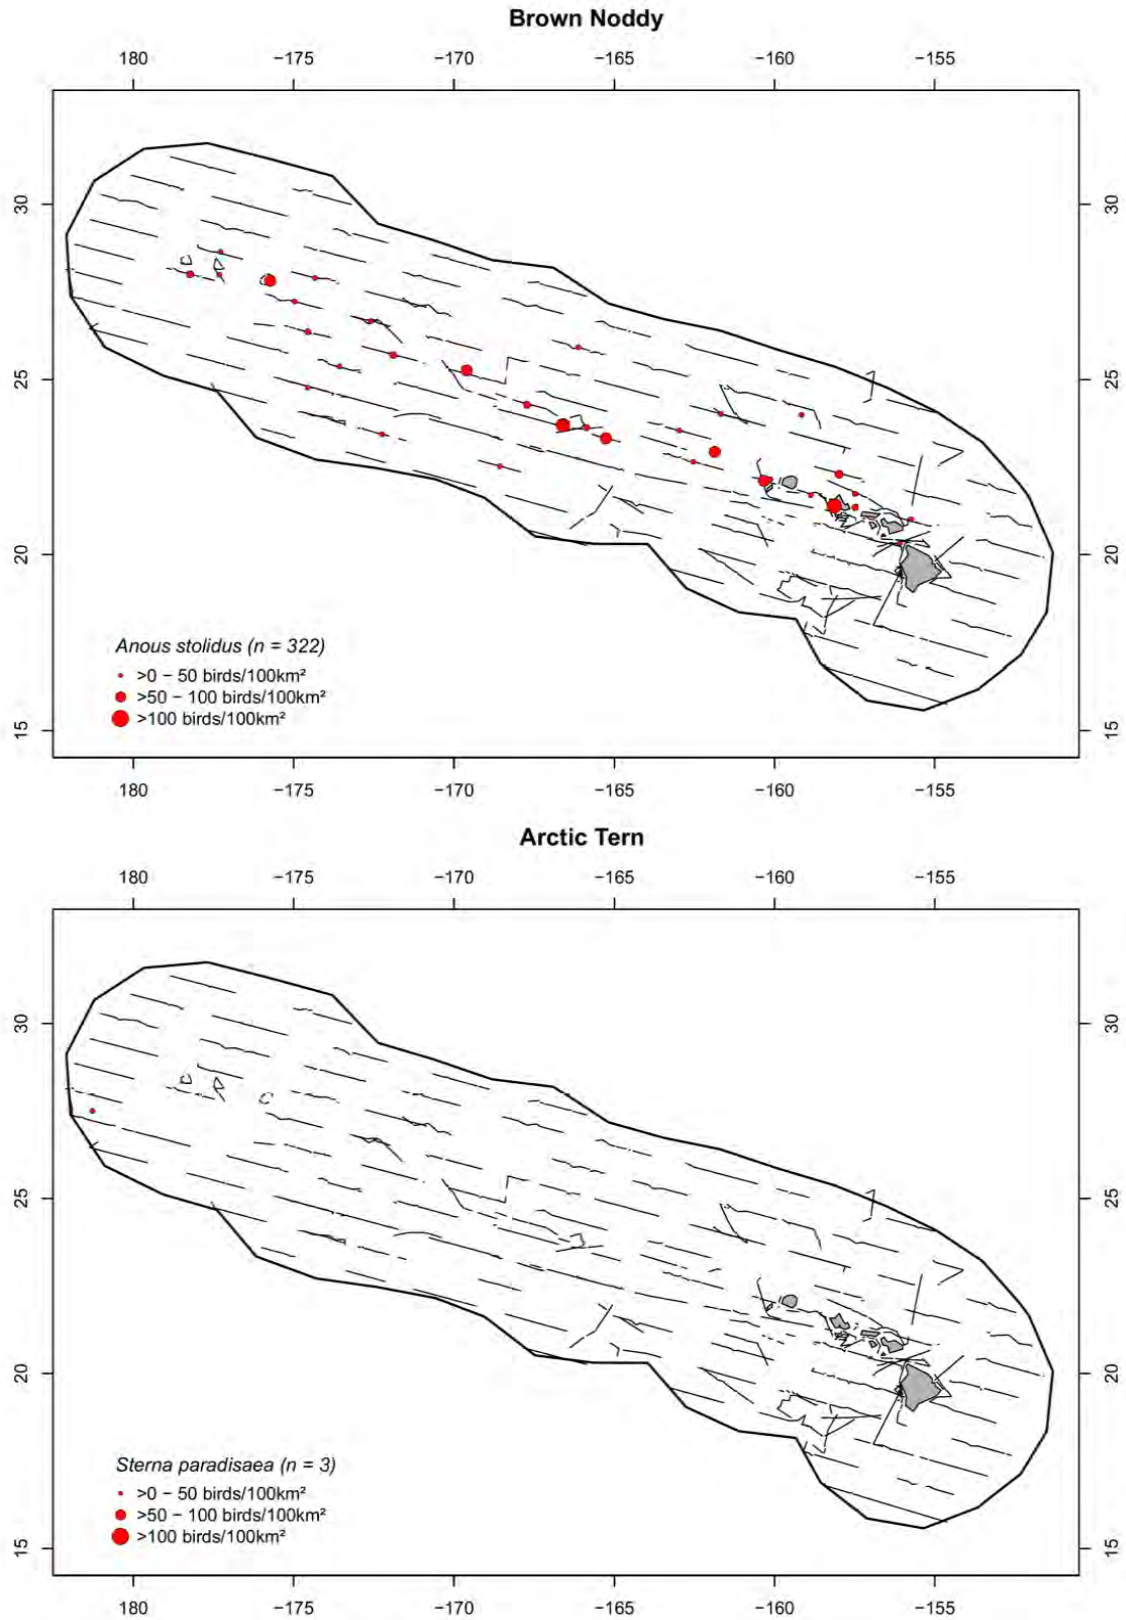 Brown Noddy
180 −175 −170 −165 −160 −155
30 30
25 25
20 20
15 15
Anous stolidus (n = 322)
>0 − 50 birds/100km²
>50 − 100 birds/100km²
>100 birds/100km²
180 −175 −170 −165 −160 −155
Arctic Tern
180 −175 −170 −165 −160 −155
30 30
25 25
20 20
15 15
Sterna paradisaea (n = 3)
>0 − 50 birds/100km²
>50 − 100 birds/100km²
>100 birds/100km²
180 −175 −170 −165 −160 −155